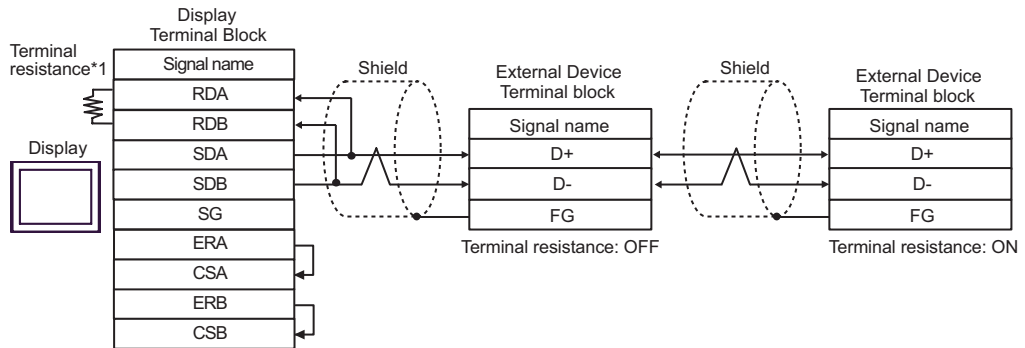 Display
Terminal Block
Terminal
resistance*1
Signal name
RDA
RDB
SDA
SDB
SG
ERA
CSA
ERB
CSB
Display
Shield
External Device
Terminal block
Signal name
D+
D-
FG
Terminal resistance: OFF
Shield
External Device
Terminal block
Signal name
D+
D-
FG
Terminal resistance: ON